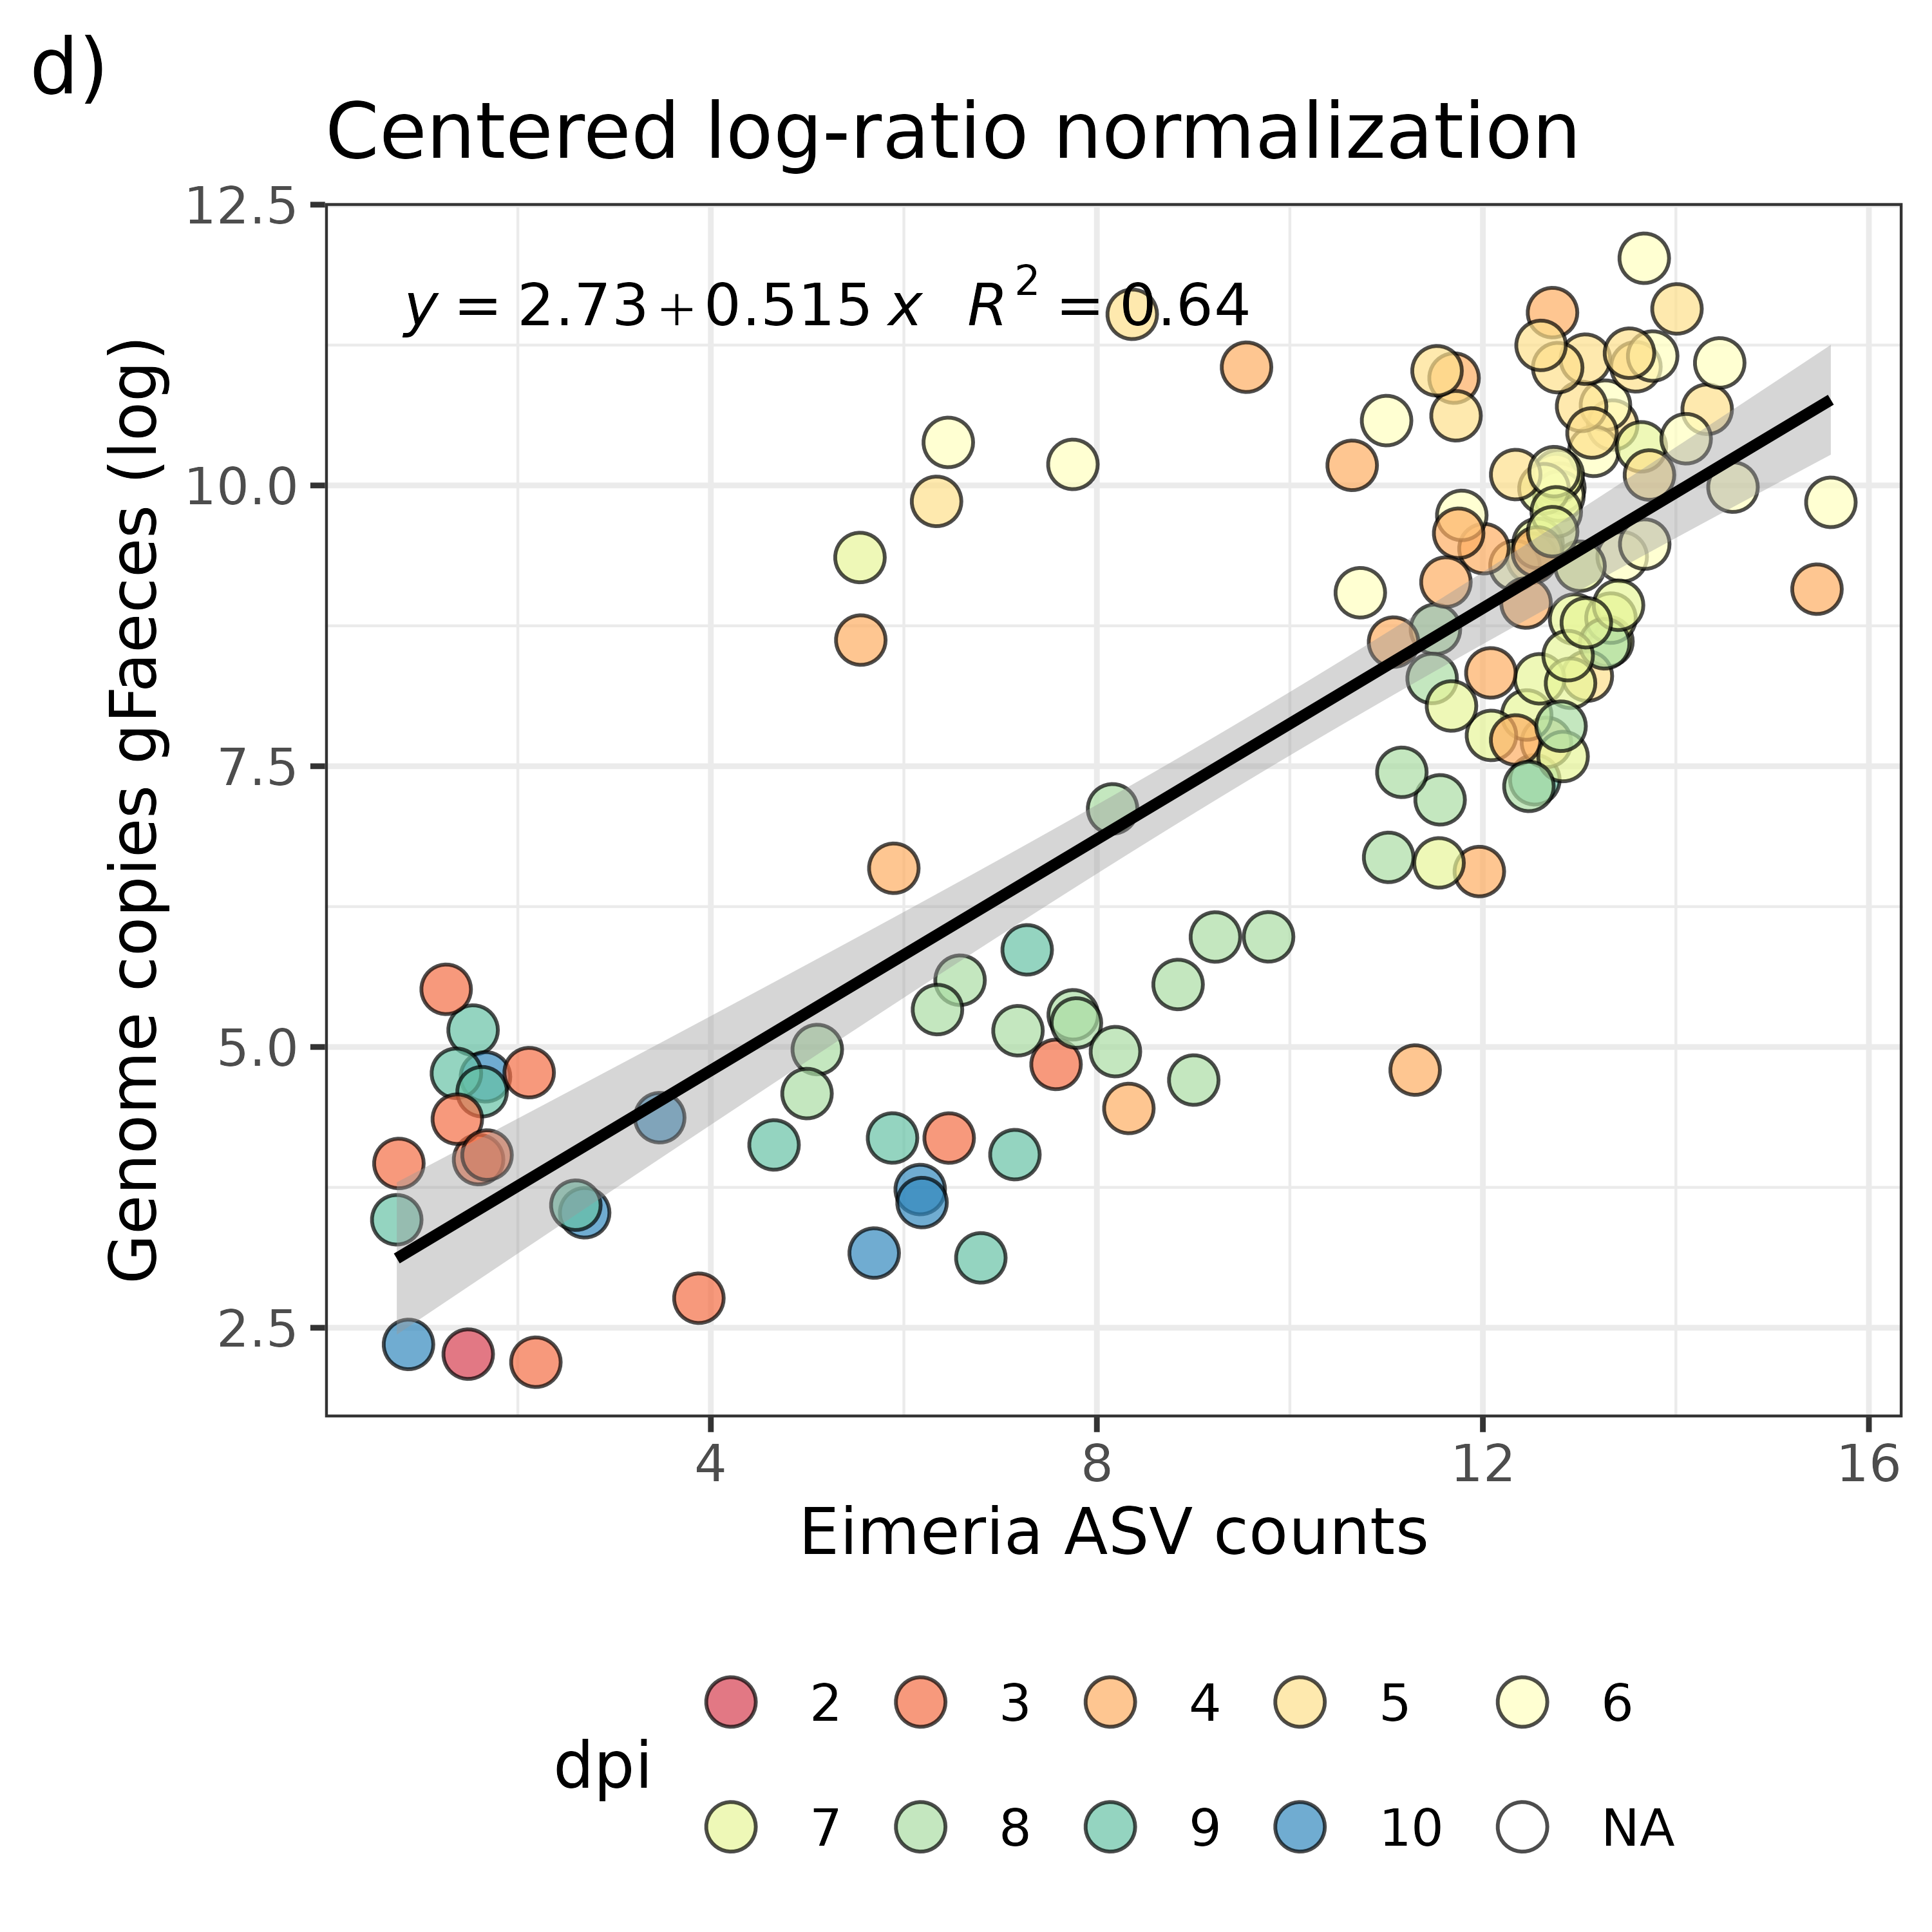 d)
Centered log-ratio normalization
12.5
10.0
7.5
5.0
2.5
Genome copies gFaeces (log)
y = 2.73+0.515 x R² = 0.64
4 8 12 16
Eimeria ASV counts
dpi
2 3 4 5 6
7 8 9 10 NA